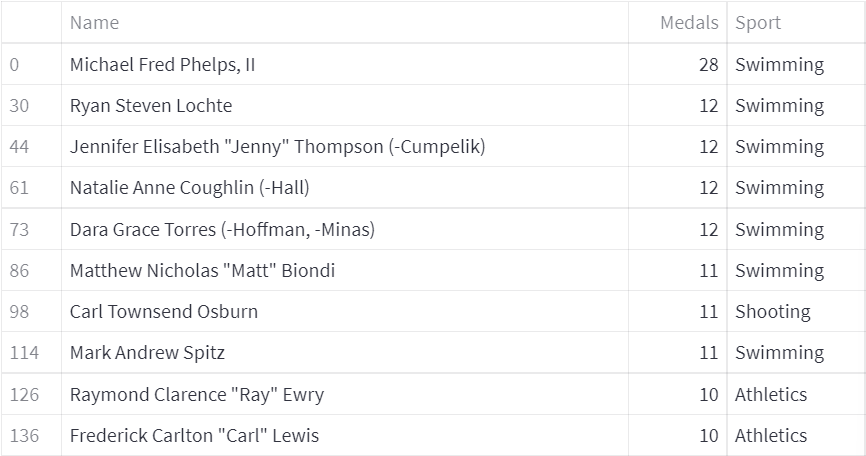 Name Medals Sport
0 Michael Fred Phelps, II 28 Swimming
30 Ryan Steven Lochte 12 Swimming
44 Jennifer Elisabeth "Jenny" Thompson (-Cumpelik) 12 Swimming
61 Natalie Anne Coughlin (-Hall) 12 Swimming
73 Dara Grace Torres (-Hoffman, -Minas) 12 Swimming
86 Matthew Nicholas "Matt" Biondi 11 Swimming
98 Carl Townsend Osburn 11 Shooting
114 Mark Andrew Spitz 11 Swimming
126 Raymond Clarence "Ray" Ewry 10 Athletics
136 Frederick Carlton "Carl" Lewis 10 Athletics